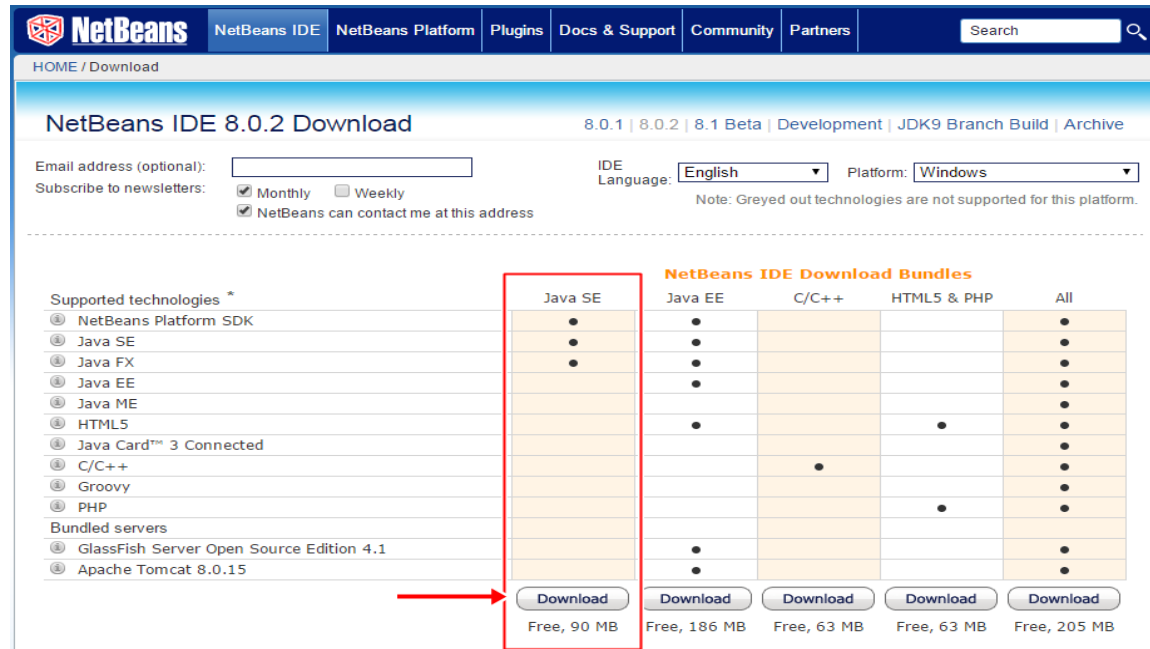 NetBeans NetBeans IDE NetBeans Platform Plugins Docs & Support Community Partners Search
HOME / Download
NetBeans IDE 8.0.2 Download 8.0.1 | 8.0.2 | 8.1 Beta | Development | JDK9 Branch Build | Archive
Email address (optional):
Subscribe to newsletters: Monthly Weekly
NetBeans can contact me at this address
IDE Language: English Platform: Windows
Note: Greyed out technologies are not supported for this platform.
NetBeans IDE Download Bundles
Supported technologies * Java SE Java EE C/C++ HTML5 & PHP All
NetBeans Platform SDK • • •
Java SE • • •
Java FX • • •
Java EE • •
Java ME •
HTML5 • • •
Java Card™ 3 Connected •
C/C++ • •
Groovy •
PHP • •
Bundled servers
GlassFish Server Open Source Edition 4.1 • •
Apache Tomcat 8.0.15 • •
Download Download Download Download Download
Free, 90 MB Free, 186 MB Free, 63 MB Free, 63 MB Free, 205 MB